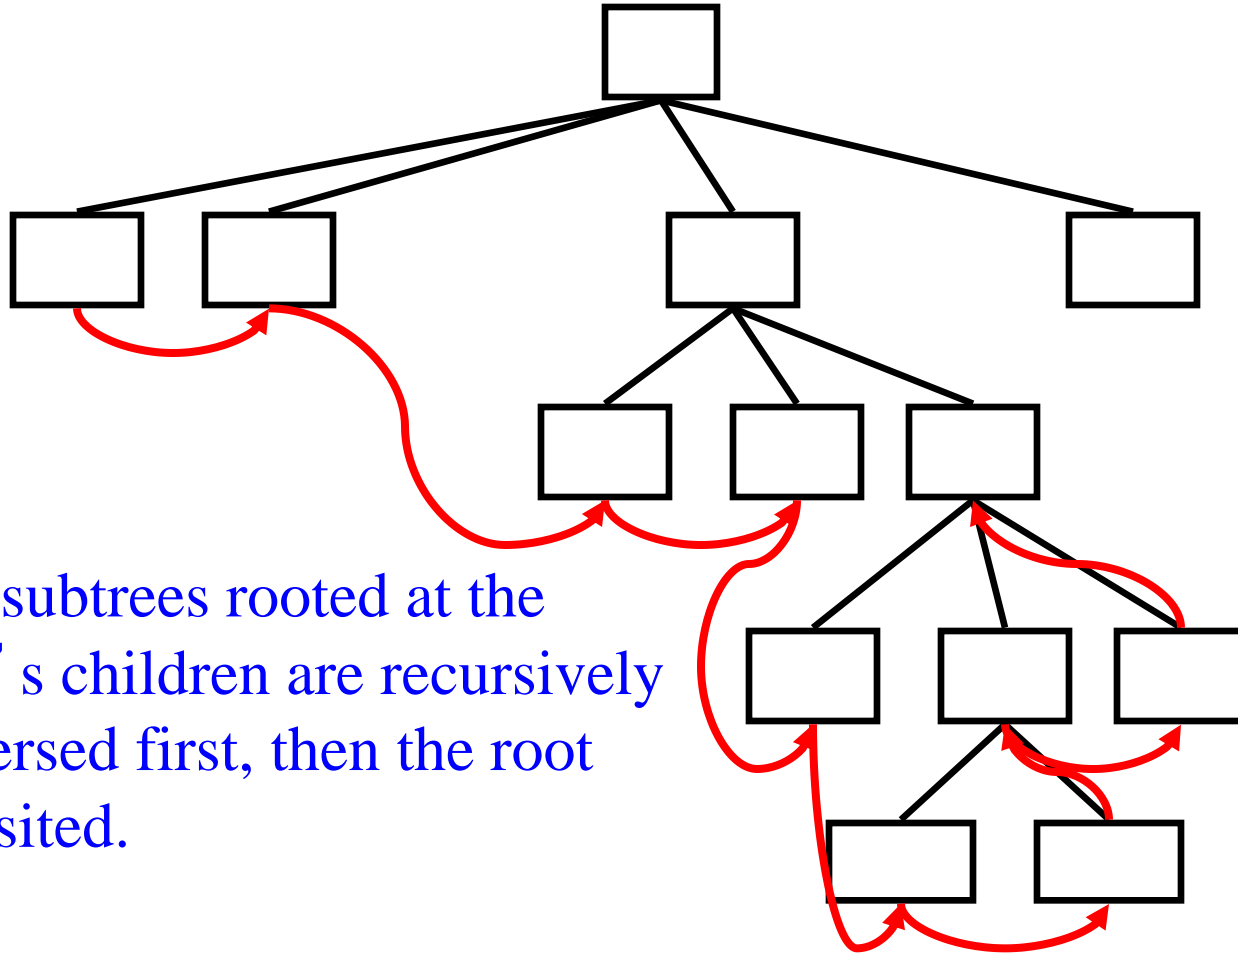 subtrees rooted at the
’s children are recursively
ersed first, then the root
sited.